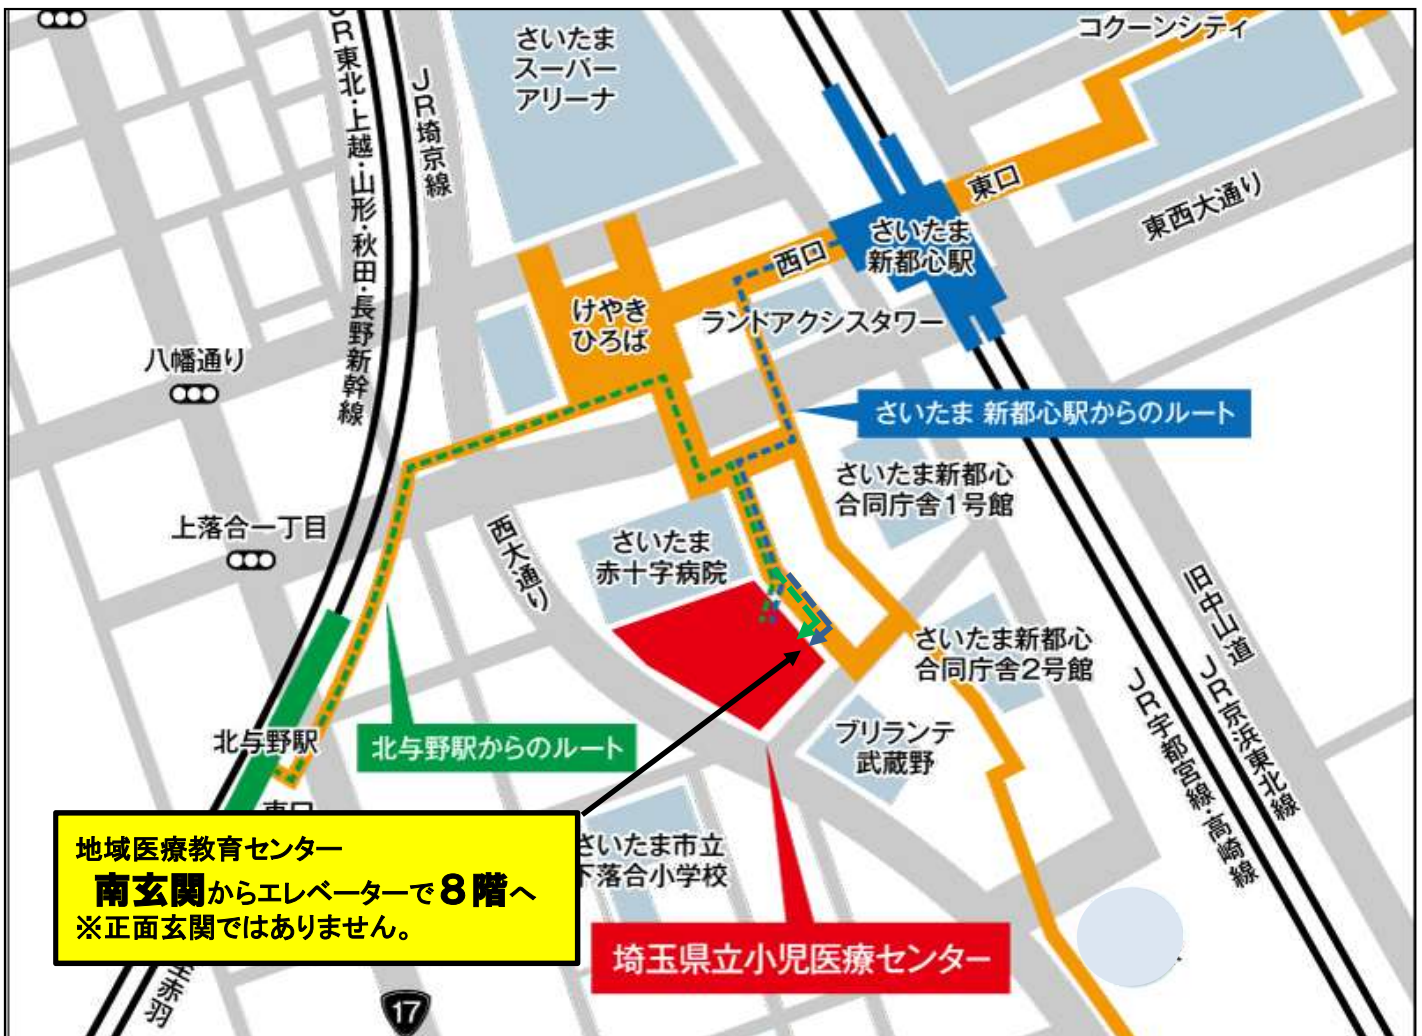 コクーンシティ
さいたま
スーパー
アリーナ
JR東北・上越・山形・秋田・長野新幹線
JR埼京線
東口
東西大通り
さいたま
新都心駅
西口
けやき
ひろば
ランドアクシスタワー
八幡通り
さいたま 新都心駅からのルート
さいたま新都心
合同庁舎1号館
上落合一丁目
西大通り
さいたま
赤十字病院
旧中山道
さいたま新都心
合同庁舎2号館
JR京浜東北線
JR宇都宮線・高崎線
北与野駅
北与野駅からのルート
ブリランテ
武蔵野
東口
地域医療教育センター
南玄関からエレベーターで8階へ
※正面玄関ではありません。
さいたま市立
下落合小学校
埼玉県立小児医療センター
至赤羽
17